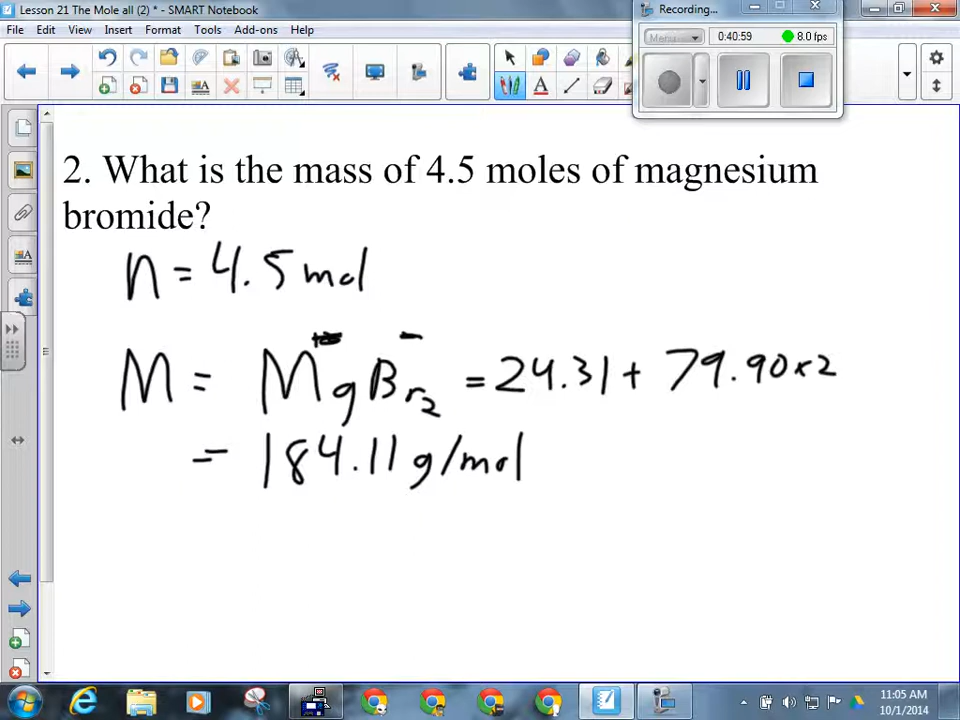 Lesson 21 The Mole all (2) * - SMART Notebook
Recording...
File Edit View Insert Format Tools Add-ons Help
Menu
0:40:59
8.0 fps
2. What is the mass of 4.5 moles of magnesium
bromide?
n = 4.5 mol
M = MgBr₂ = 24.31 + 79.90 x 2
= 184.11 g/mol
11:05 AM
10/1/2014